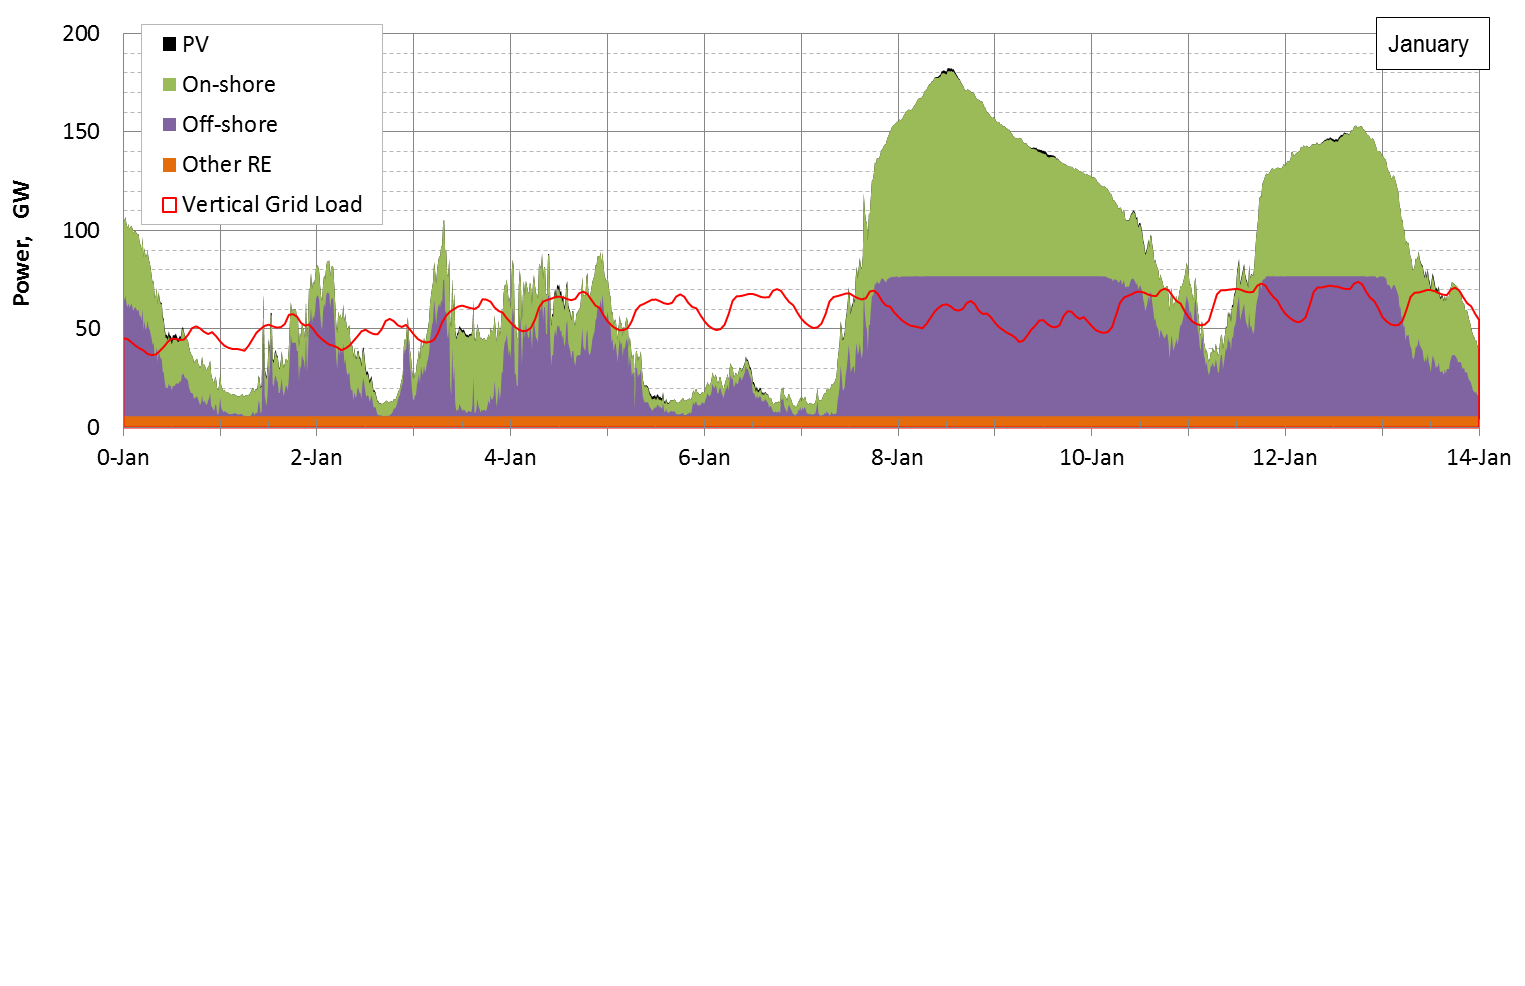 January
PV
On-shore
Off-shore
Other RE
Vertical Grid Load
Power, GW
200
150
100
50
0
0-Jan 2-Jan 4-Jan 6-Jan 8-Jan 10-Jan 12-Jan 14-Jan